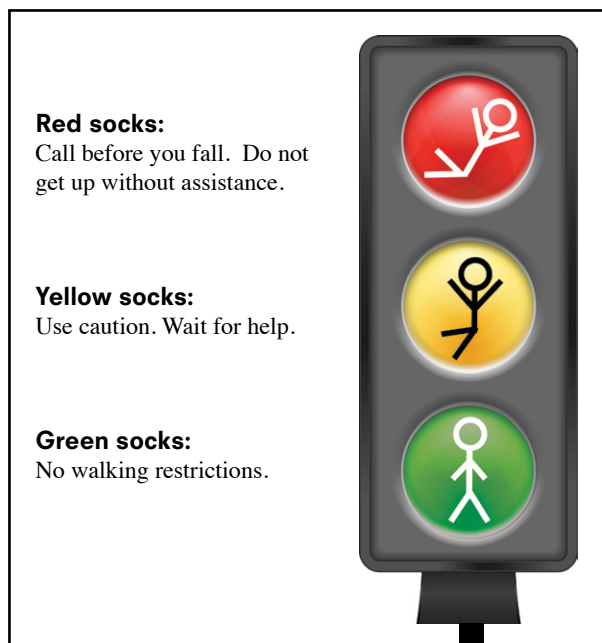 Red socks:
Call before you fall.  Do not
get up without assistance.
Yellow socks:
Use caution. Wait for help.
Green socks:
No walking restrictions.